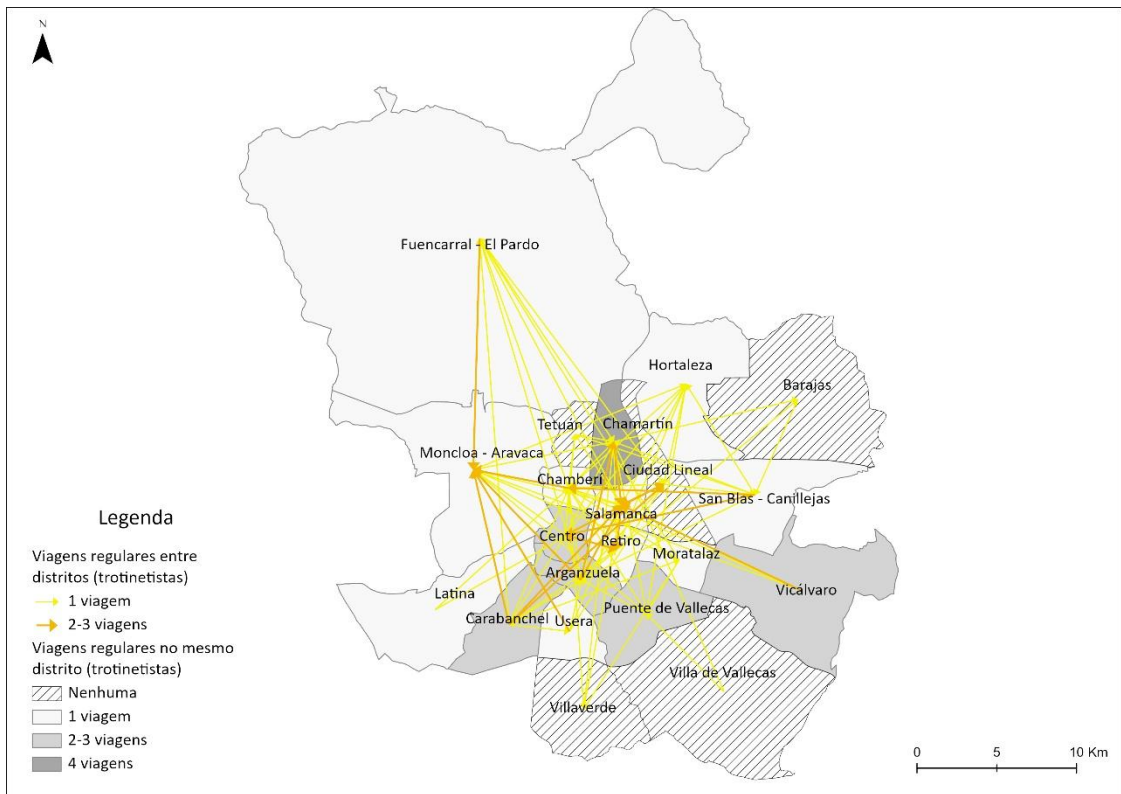 N
Fuencarral - El Pardo
Hortaleza
Barajas
Tetuán
Chamartín
Moncloa - Aravaca
Ciudad Lineal
Chamberí
San Blas - Canillejas
Salamanca
Centro
Retiro
Moratalaz
Arganzuela
Vicálvaro
Latina
Carabanchel
Usera
Puente de Vallecas
Villa de Vallecas
Villaverde
Legenda
Viagens regulares entre
distritos (trotinetistas)
1 viagem
2-3 viagens
Viagens regulares no mesmo
distrito (trotinetistas)
Nenhuma
1 viagem
2-3 viagens
4 viagens
0 5 10 Km